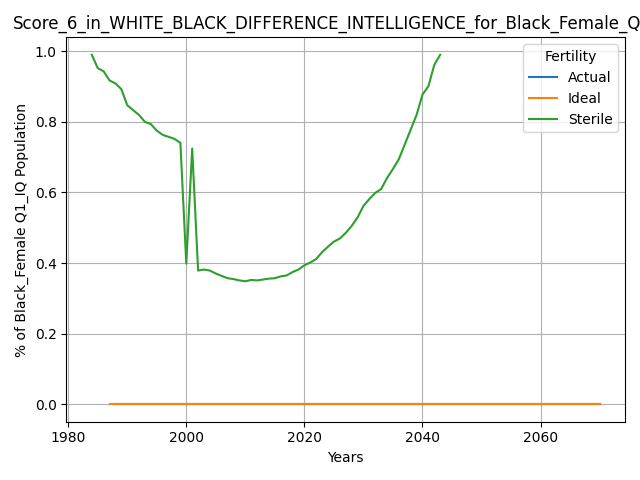 Score_6_in_WHITE_BLACK_DIFFERENCE_INTELLIGENCE_for_Black_Female_Q
Fertility
Actual
Ideal
Sterile
% of Black_Female Q1_IQ Population
1.0
0.8
0.6
0.4
0.2
0.0
1980 2000 2020 2040 2060
Years